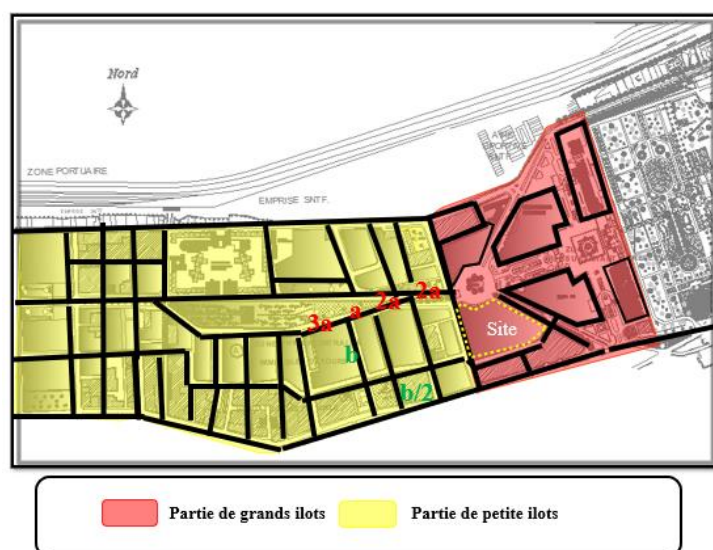 Nord
ZONE PORTUAIRE
EMPRISE SNTF.
2a
2a
a
3a
Site
b
b/2
Partie de grands ilots
Partie de petite ilots